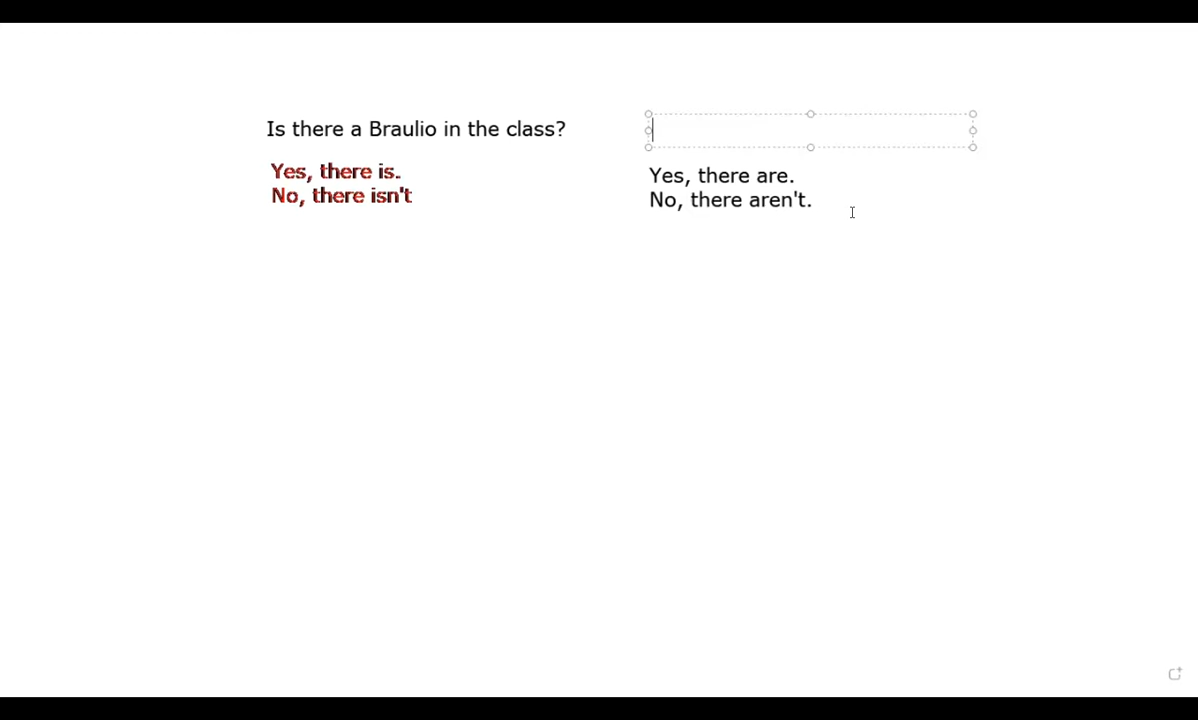 Is there a Braulio in the class?
Yes, there is.
No, there isn't
Yes, there are.
No, there aren't.